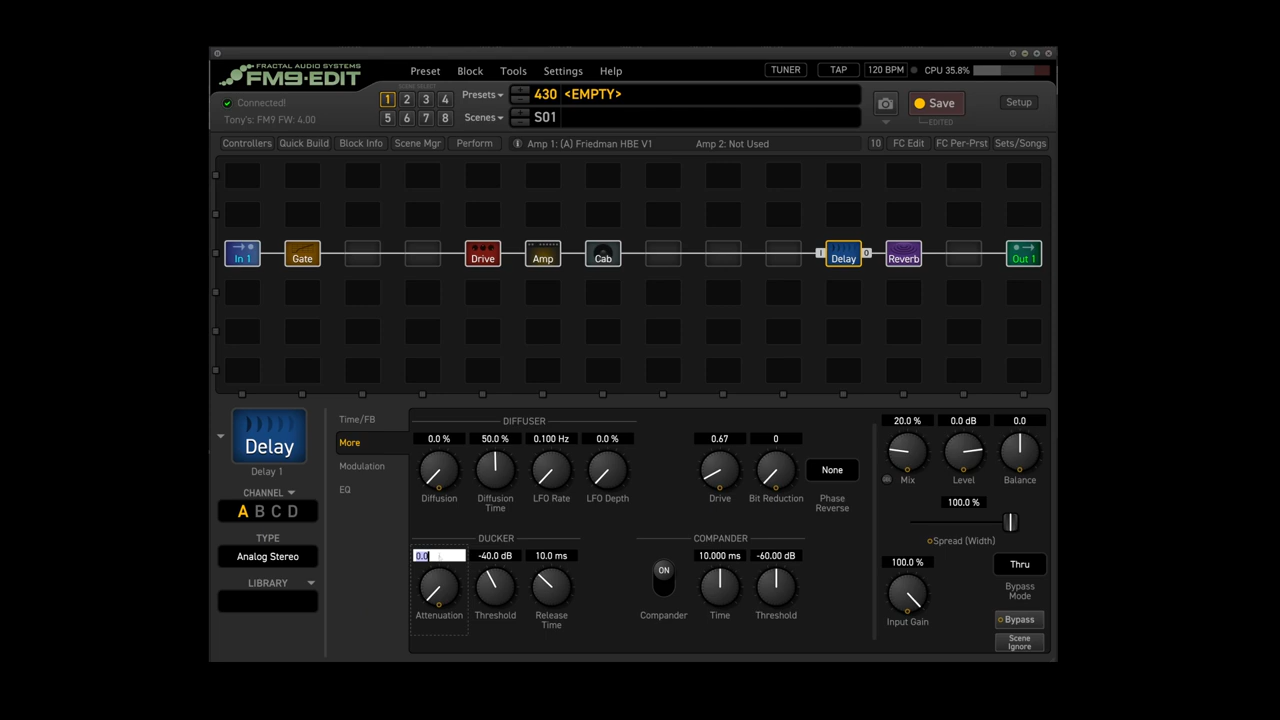 FRACTAL AUDIO SYSTEMS
FM9-EDIT
Preset Block Tools Settings Help
TUNER TAP 120 BPM CPU 35.8%
Connected!
Tony's: FM9 FW: 4.00
SCENE SELECT
1 2 3 4
5 6 7 8
Presets 430 <EMPTY>
Scenes S01
Save
EDITED
Setup
Controllers Quick Build Block Info Scene Mgr Perform Amp 1: (A) Friedman HBE V1 Amp 2: Not Used 10 FC Edit FC Per-Prst Sets/Songs
In 1 Gate Drive Amp Cab I Delay O Reverb Out 1
Delay
Delay 1
CHANNEL
A B C D
TYPE
Analog Stereo
LIBRARY
Time/FB
More
Modulation
EQ
DIFFUSER
0.0 % 50.0 % 0.100 Hz 0.0 % 0.67 0
None
Diffusion Diffusion Time LFO Rate LFO Depth Drive Bit Reduction Phase Reverse
DUCKER COMPANDER
0.0 -40.0 dB 10.0 ms 10.000 ms -60.00 dB
ON
Attenuation Threshold Release Time Compander Time Threshold
20.0 % 0.0 dB 0.0
Mix Level Balance
100.0 %
Spread (Width)
100.0 % Thru
Input Gain
Bypass Mode
Bypass
Scene Ignore